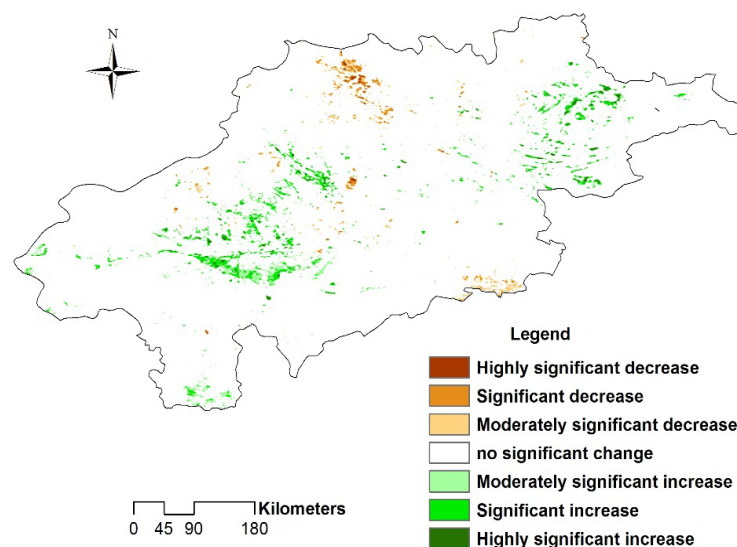 N
Legend
Highly significant decrease
Significant decrease
Moderately significant decrease
no significant change
Moderately significant increase
Significant increase
Highly significant increase
Kilometers
0 45 90 180